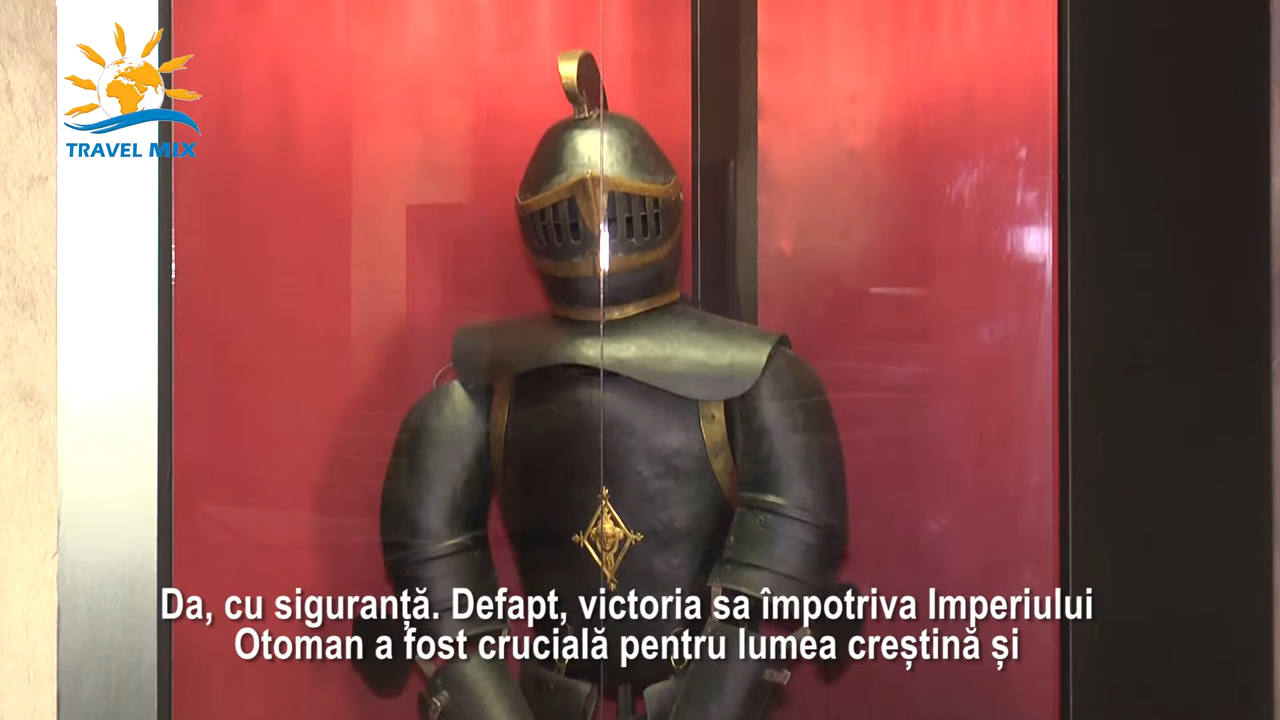 TRAVEL MIX
Da, cu siguranță. Defapt, victoria sa împotriva Imperiului
Otoman a fost crucială pentru lumea creștină și